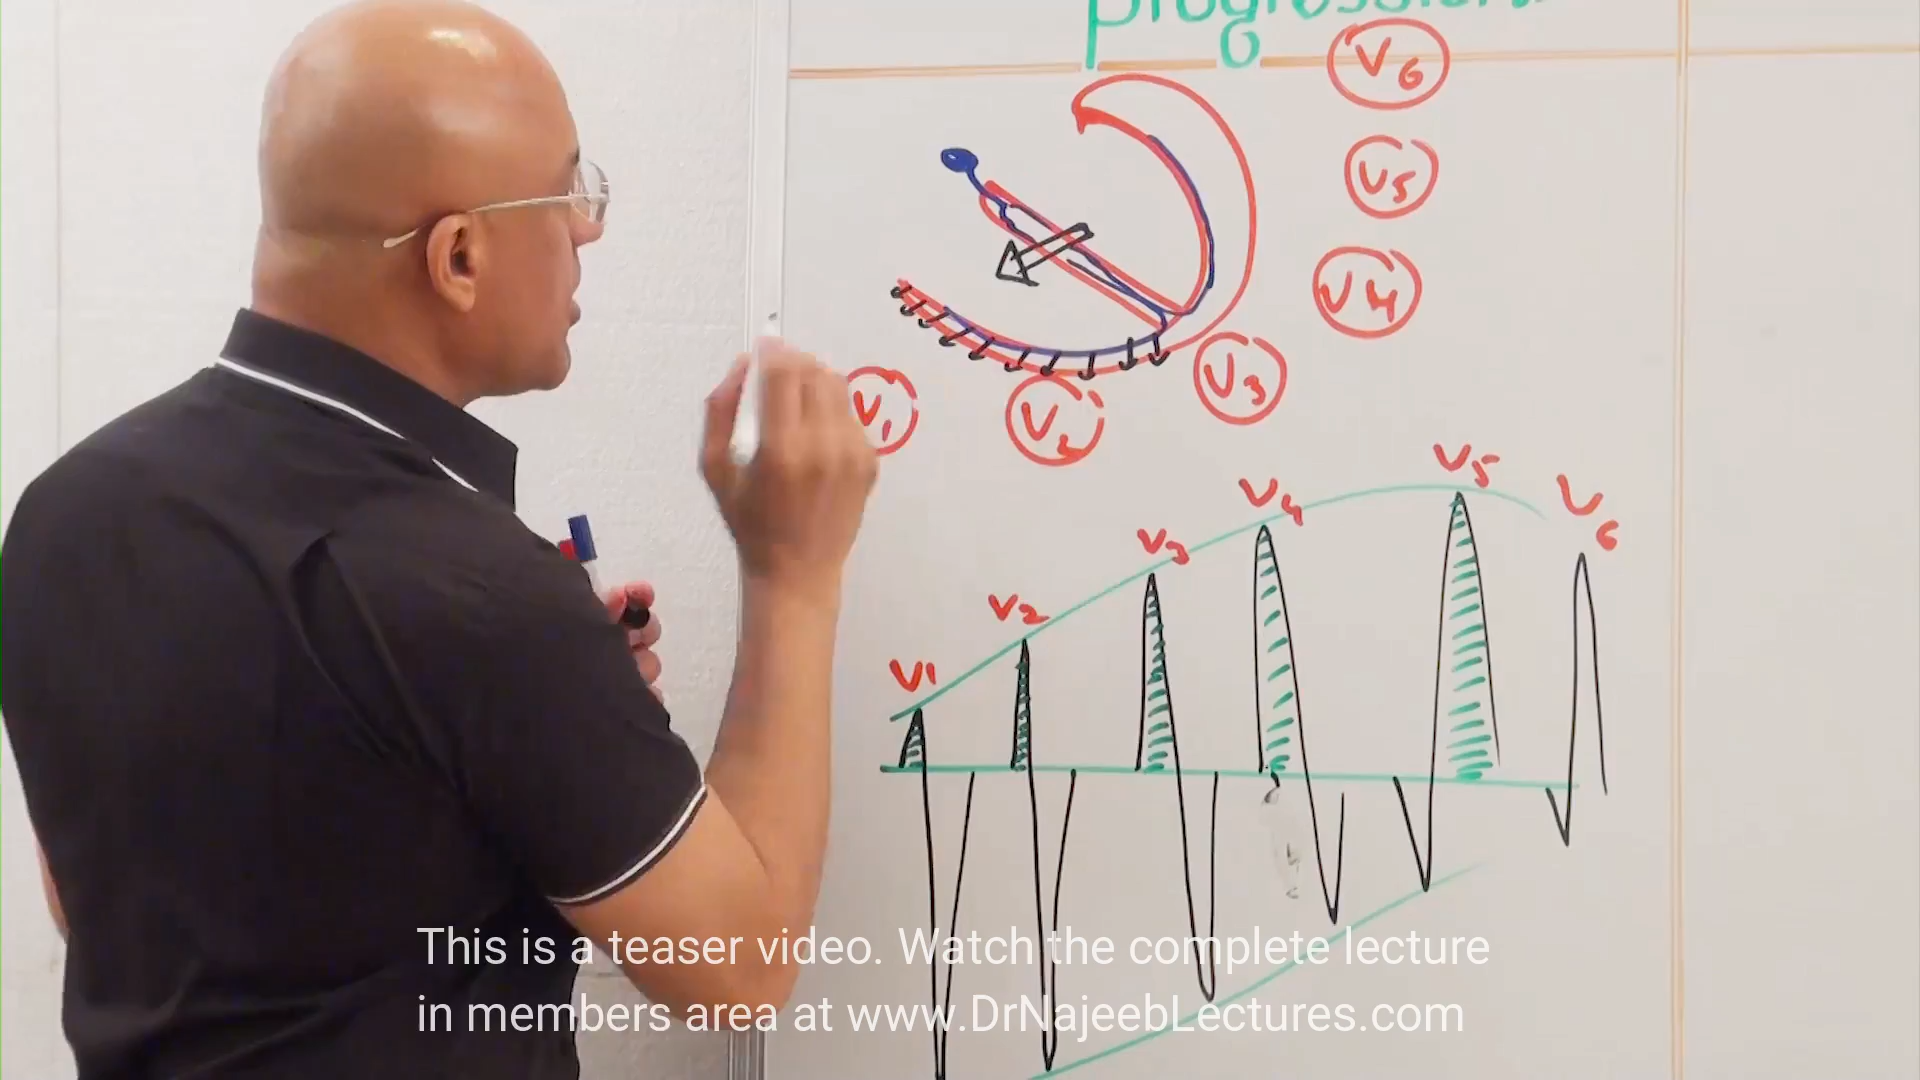 progression
V6
V5
V4
V3
V1
V2
V5
V4
V6
V3
V2
V1
This is a teaser video. Watch the complete lecture
in members area at www.DrNajeebLectures.com